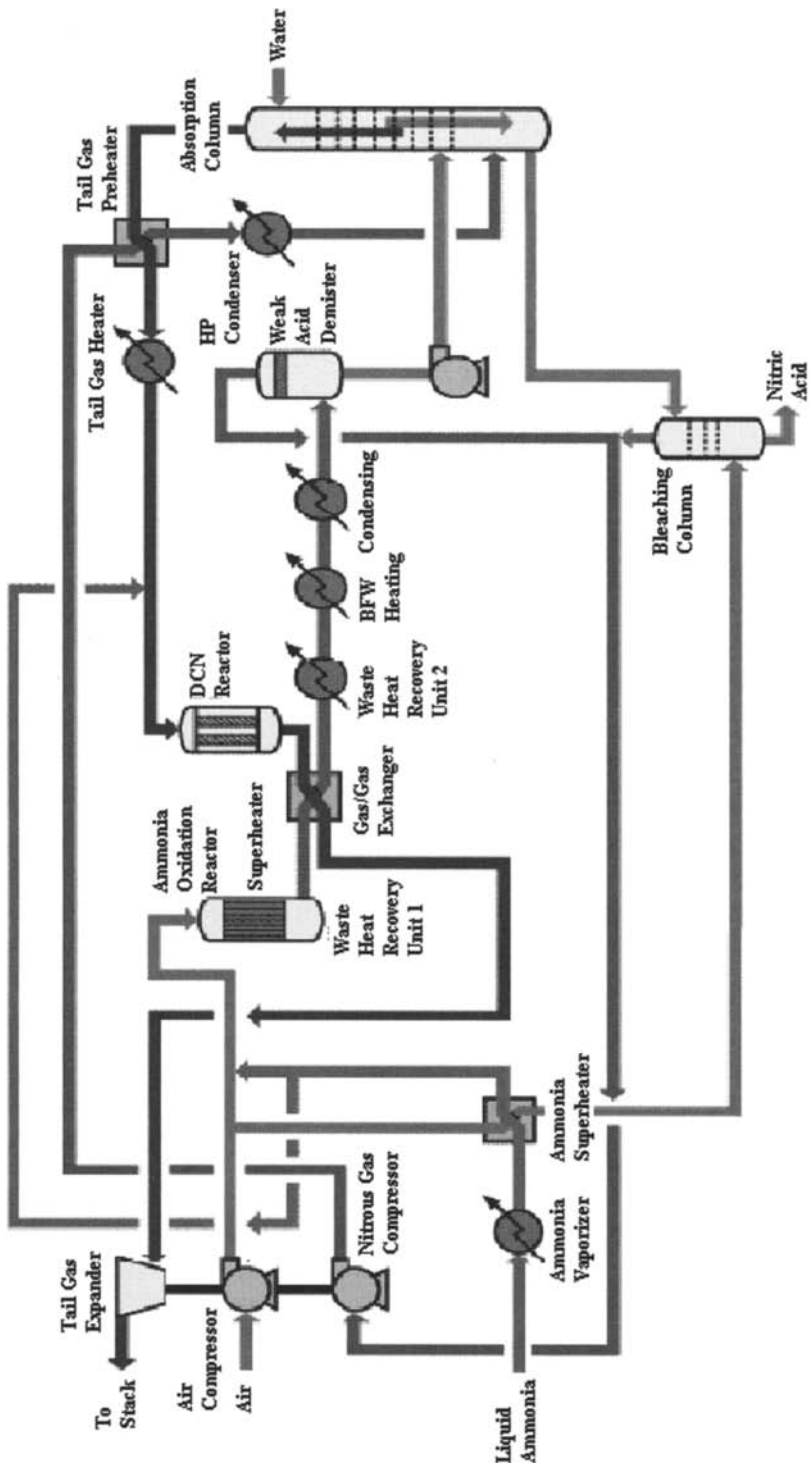 To
Stack
Tail Gas
Expander
Air
Compressor
Air
Nitrous Gas
Compressor
Liquid
Ammonia
Ammonia
Vaporizer
Ammonia
Superheater
Ammonia
Oxidation
Reactor
Superheater
Waste
Heat
Recovery
Unit 1
DCN
Reactor
Gas/Gas
Exchanger
Waste
Heat
Recovery
Unit 2
BFW
Heating
Condensing
Tail Gas Heater
HP
Condenser
Weak
Acid
Demister
Tail Gas
Preheater
Absorption
Column
Water
Bleaching
Column
Nitric
Acid